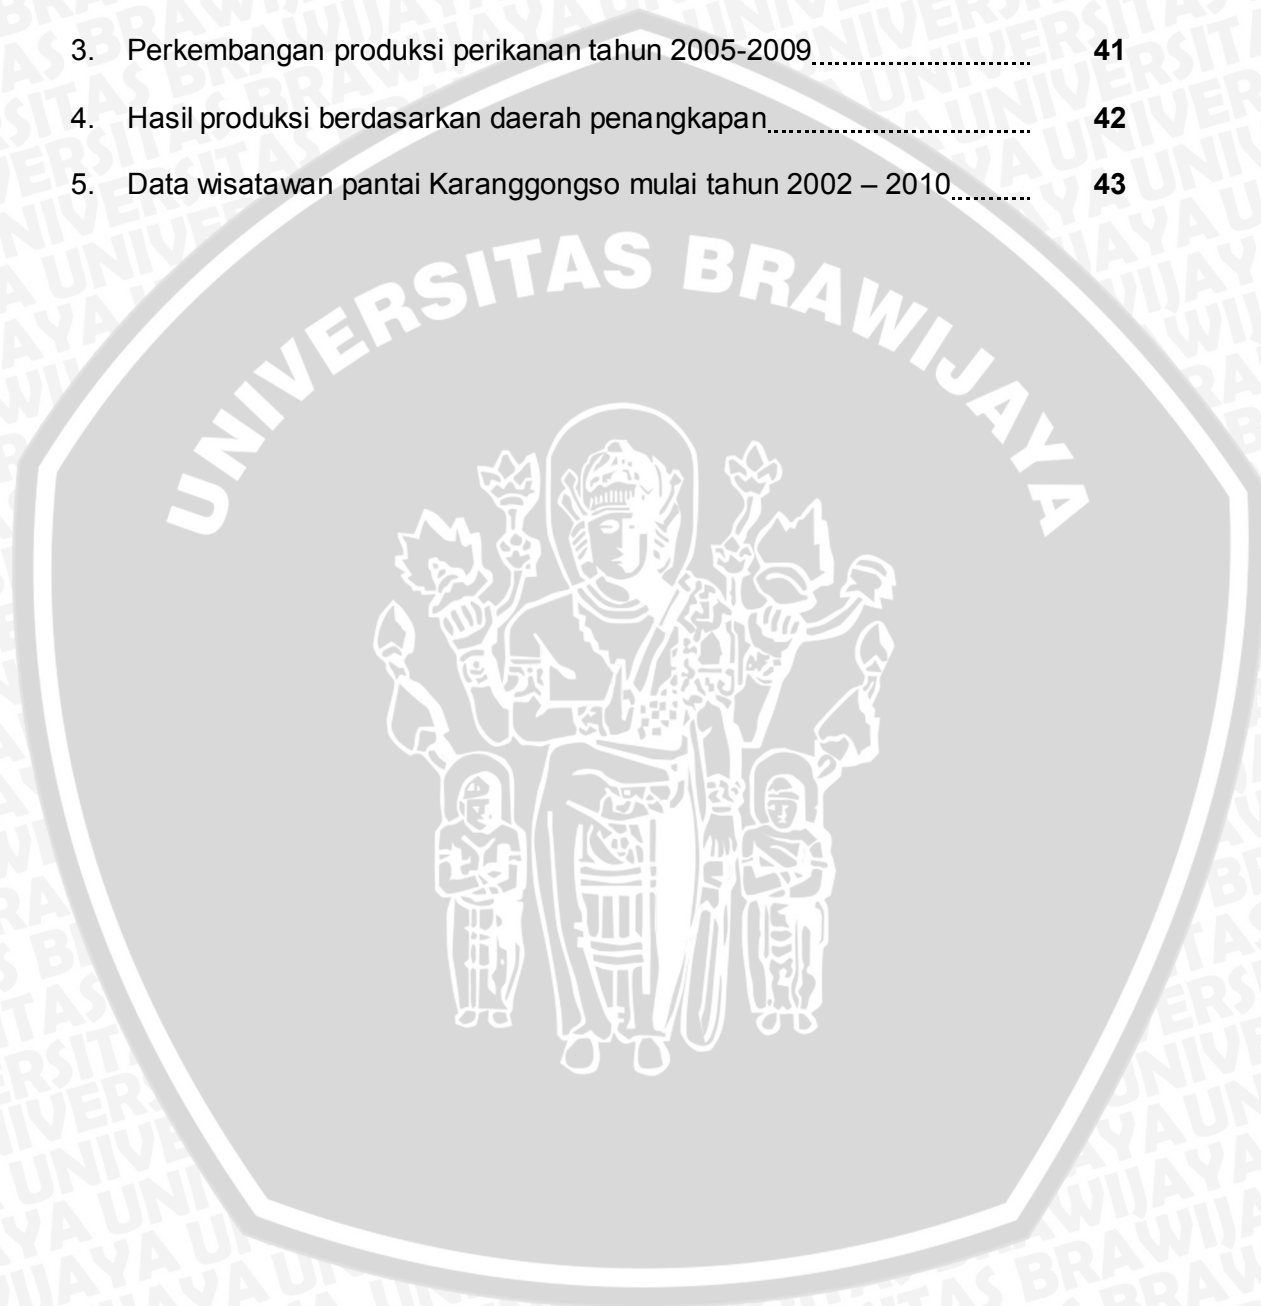 3. Perkembangan produksi perikanan tahun 2005-2009 41
4. Hasil produksi berdasarkan daerah penangkapan 42
5. Data wisatawan pantai Karanggongso mulai tahun 2002 – 2010 43
UNIVERSITAS BRAWIJAYA